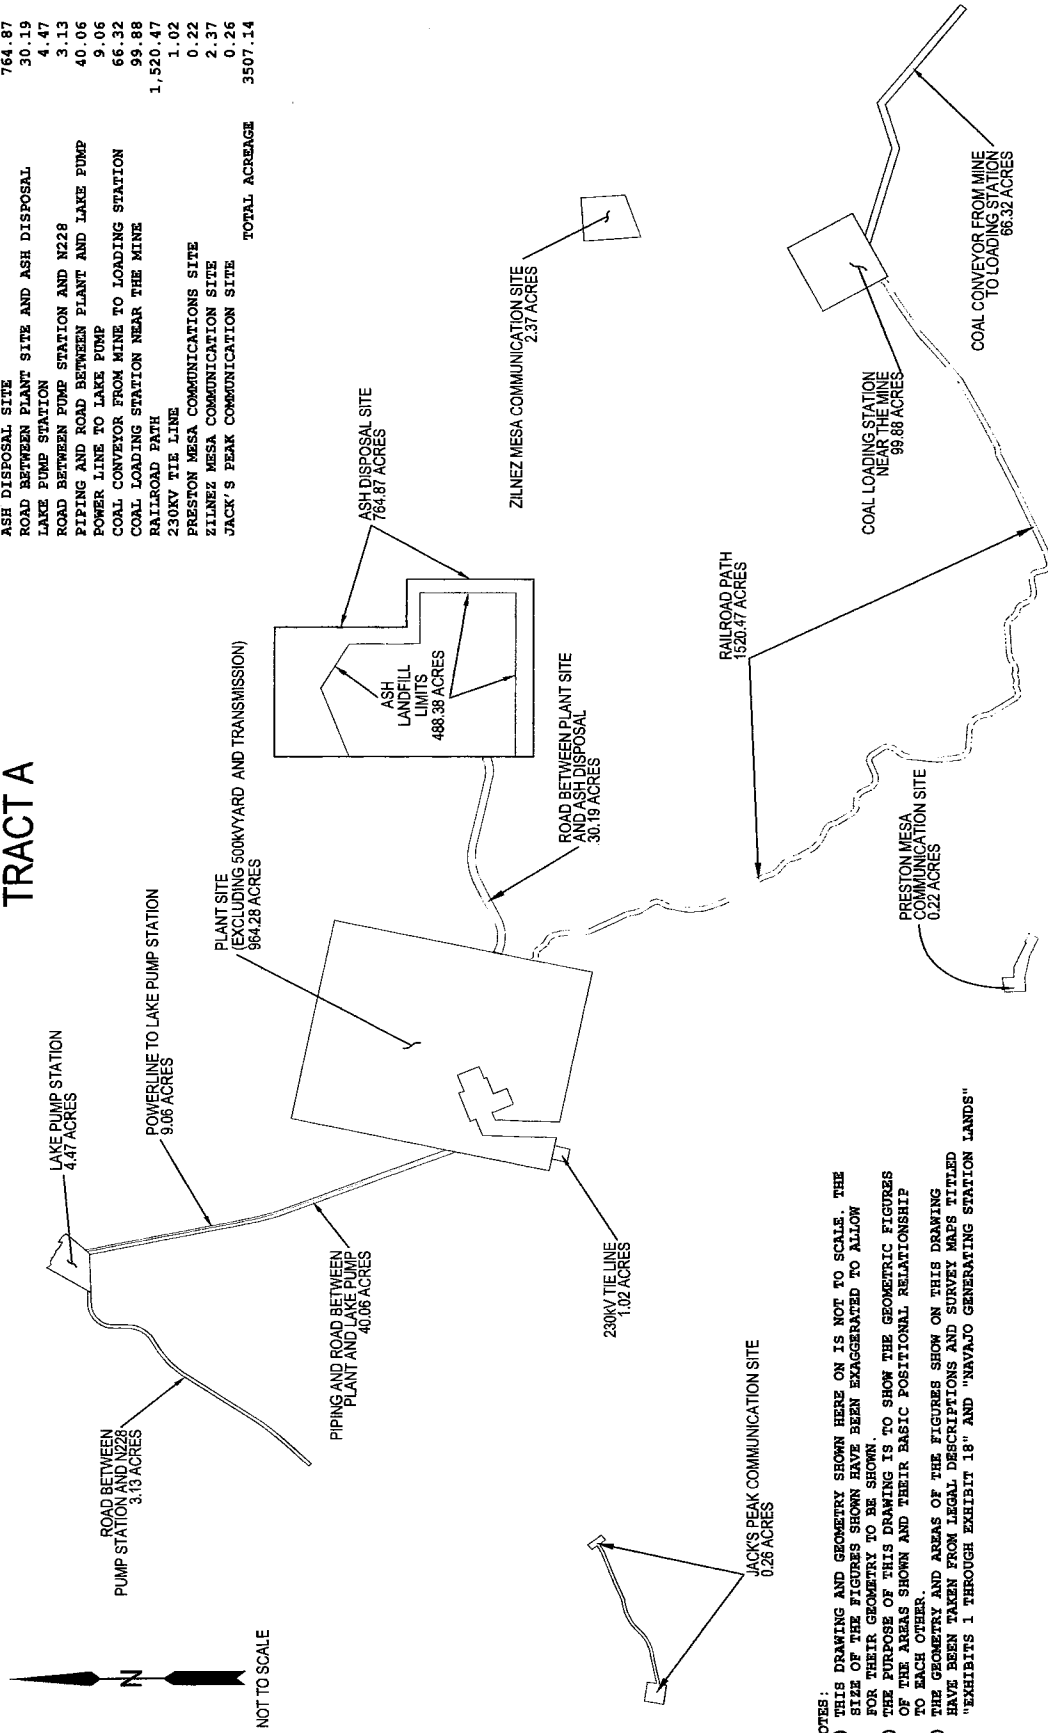 TRACT A
ASH DISPOSAL SITE 764.87
ROAD BETWEEN PLANT SITE AND ASH DISPOSAL 30.19
LAKE PUMP STATION 4.47
ROAD BETWEEN PUMP STATION AND N228 3.13
PIPING AND ROAD BETWEEN PLANT AND LAKE PUMP 40.06
POWER LINE TO LAKE PUMP 9.06
COAL CONVEYOR FROM MINE TO LOADING STATION 66.32
COAL LOADING STATION NEAR THE MINE 99.88
RAILROAD PATH 1,520.47
230KV TIE LINE 1.02
PRESTON MESA COMMUNICATIONS SITE 0.22
ZILNEZ MESA COMMUNICATION SITE 2.37
JACK'S PEAK COMMUNICATION SITE 0.26
TOTAL ACREAGE 3507.14
N
NOT TO SCALE
LAKE PUMP STATION
4.47 ACRES
ROAD BETWEEN
PUMP STATION AND N228
3.13 ACRES
POWERLINE TO LAKE PUMP STATION
9.06 ACRES
PLANT SITE
(EXCLUDING 500KVYARD AND TRANSMISSION)
964.28 ACRES
ASH DISPOSAL SITE
764.87 ACRES
ASH
LANDFILL
LIMITS
488.38 ACRES
PIPING AND ROAD BETWEEN
PLANT AND LAKE PUMP
40.06 ACRES
ZILNEZ MESA COMMUNICATION SITE
2.37 ACRES
ROAD BETWEEN PLANT SITE
AND ASH DISPOSAL
30.19 ACRES
230kV TIE LINE
1.02 ACRES
RAILROAD PATH
1520.47 ACRES
JACK'S PEAK COMMUNICATION SITE
0.26 ACRES
COAL LOADING STATION
NEAR THE MINE
99.88 ACRES
PRESTON MESA
COMMUNICATION SITE
0.22 ACRES
COAL CONVEYOR FROM MINE
TO LOADING STATION
66.32 ACRES
OTES:
) THIS DRAWING AND GEOMETRY SHOWN HERE ON IS NOT TO SCALE. THE
SIZE OF THE FIGURES SHOWN HAVE BEEN EXAGGERATED TO ALLOW
FOR THEIR GEOMETRY TO BE SHOWN.
) THE PURPOSE OF THIS DRAWING IS TO SHOW THE GEOMETRIC FIGURES
OF THE AREAS SHOWN AND THEIR BASIC POSITIONAL RELATIONSHIP
TO EACH OTHER.
) THE GEOMETRY AND AREAS OF THE FIGURES SHOW ON THIS DRAWING
HAVE BEEN TAKEN FROM LEGAL DESCRIPTIONS AND SURVEY MAPS TITLED
"EXHIBITS 1 THROUGH EXHIBIT 18" AND "NAVAJO GENERATING STATION LANDS"